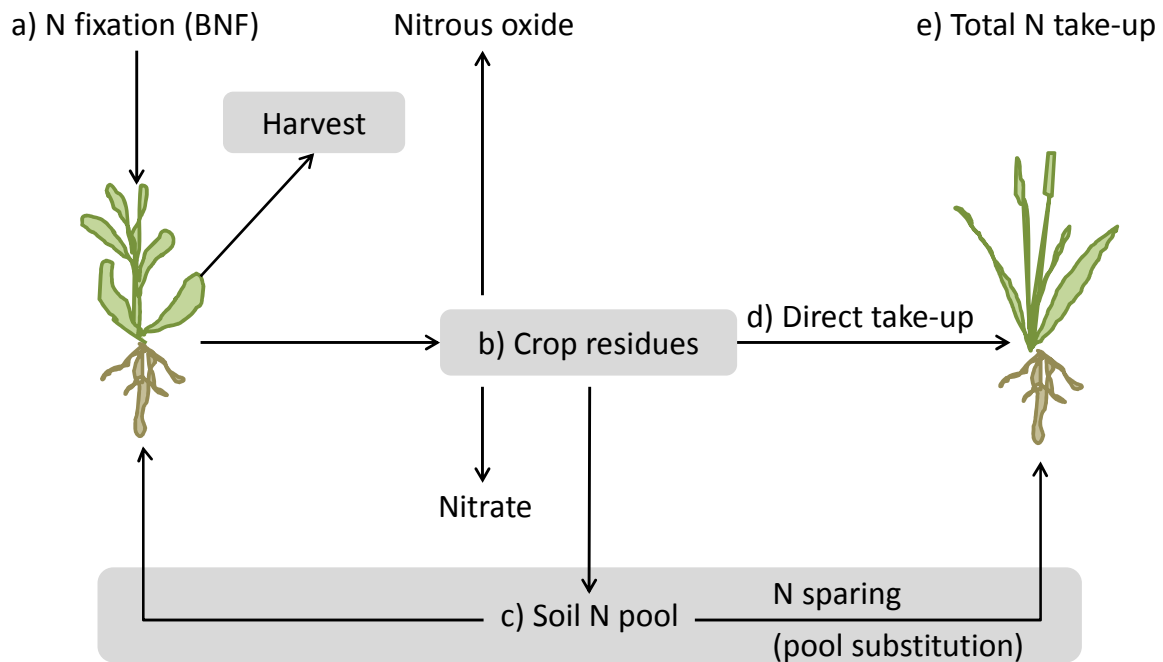 a) N fixation (BNF)
Nitrous oxide
e) Total N take-up
Harvest
d) Direct take-up
b) Crop residues
Nitrate
N sparing
c) Soil N pool
(pool substitution)